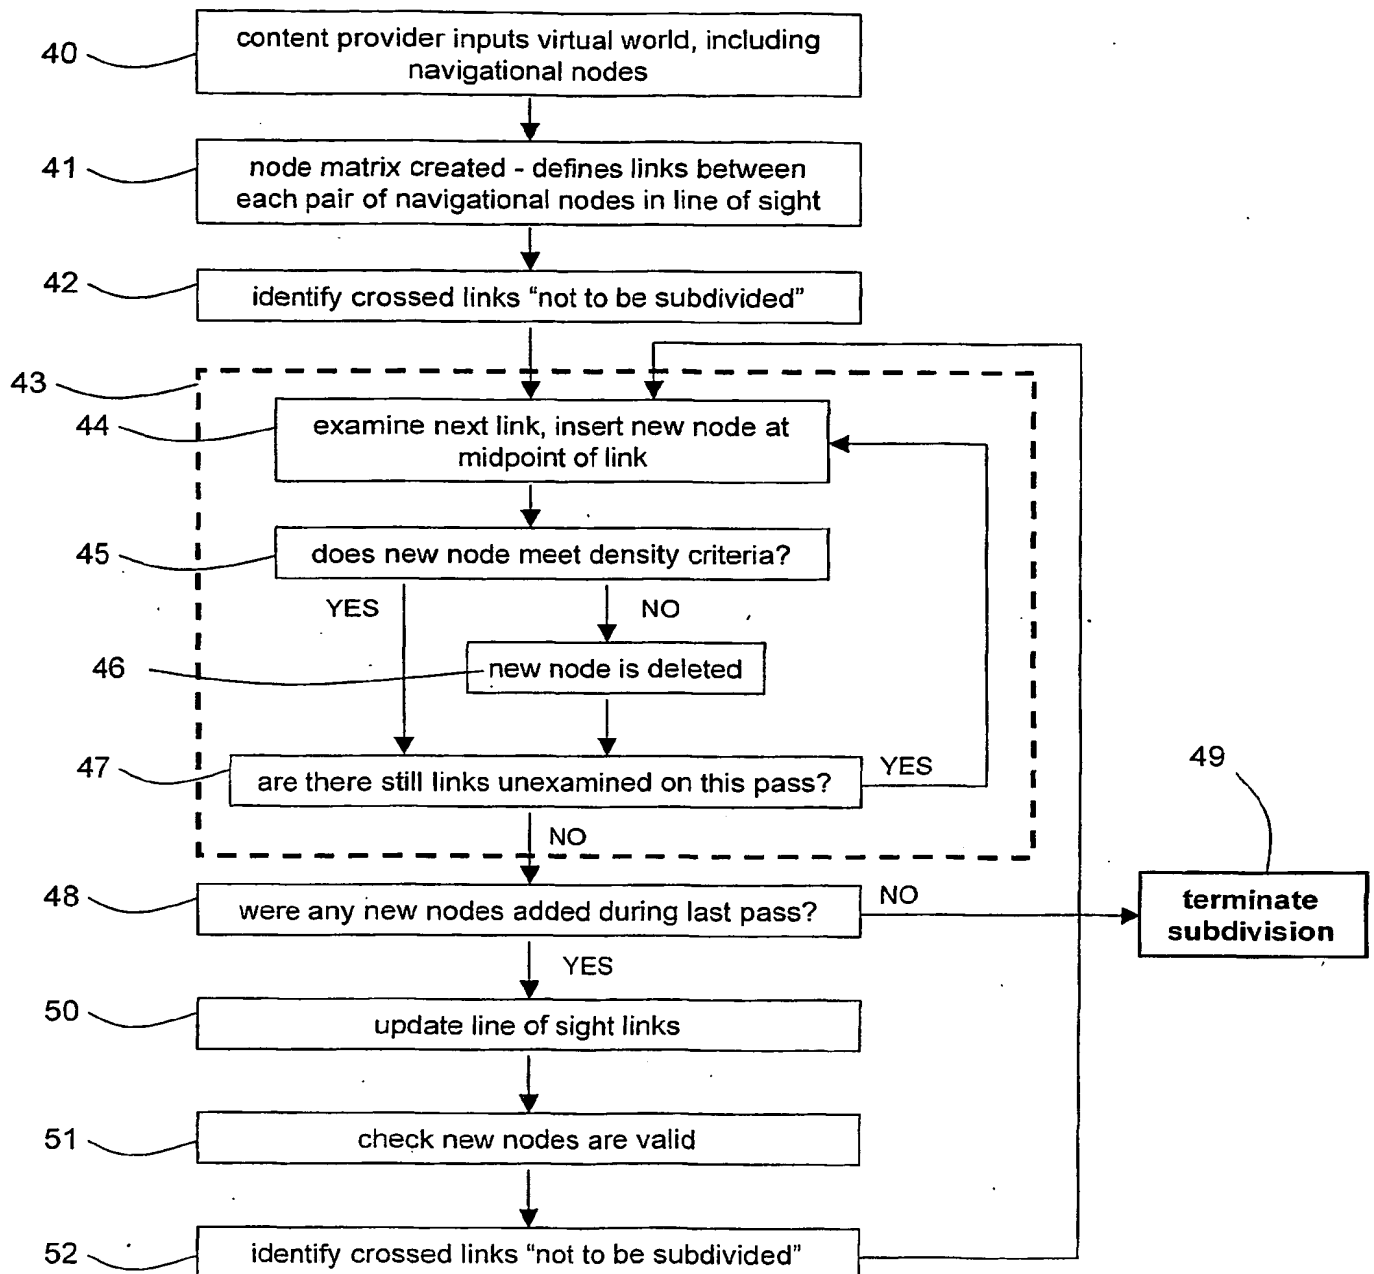 40
content provider inputs virtual world, including
navigational nodes
41
node matrix created - defines links between
each pair of navigational nodes in line of sight
42
identify crossed links “not to be subdivided”
43
44
examine next link, insert new node at
midpoint of link
45
does new node meet density criteria?
YES
NO
46
new node is deleted
47
are there still links unexamined on this pass?
YES
NO
49
terminate
subdivision
48
were any new nodes added during last pass?
NO
YES
50
update line of sight links
51
check new nodes are valid
52
identify crossed links “not to be subdivided”